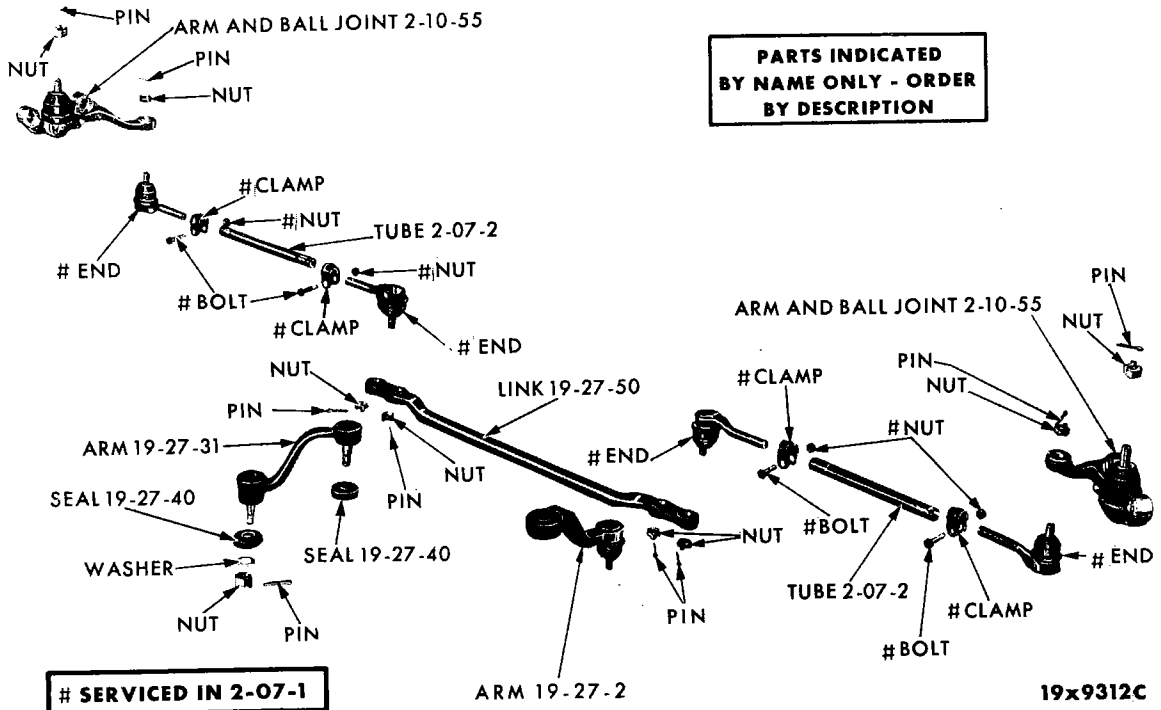 PIN
ARM AND BALL JOINT 2-10-55
NUT
PIN
NUT
PARTS INDICATED
BY NAME ONLY - ORDER
BY DESCRIPTION
#CLAMP
#NUT
TUBE 2-07-2
# END
#NUT
# BOLT
#CLAMP
# END
PIN
ARM AND BALL JOINT 2-10-55
NUT
PIN
NUT
NUT
LINK 19-27-50
#CLAMP
PIN
ARM 19-27-31
#NUT
# END
NUT
PIN
SEAL 19-27-40
SEAL 19-27-40
#BOLT
NUT
WASHER
# END
TUBE 2-07-2
#CLAMP
PIN
NUT
PIN
#BOLT
# SERVICED IN 2-07-1
ARM 19-27-2
19x9312C